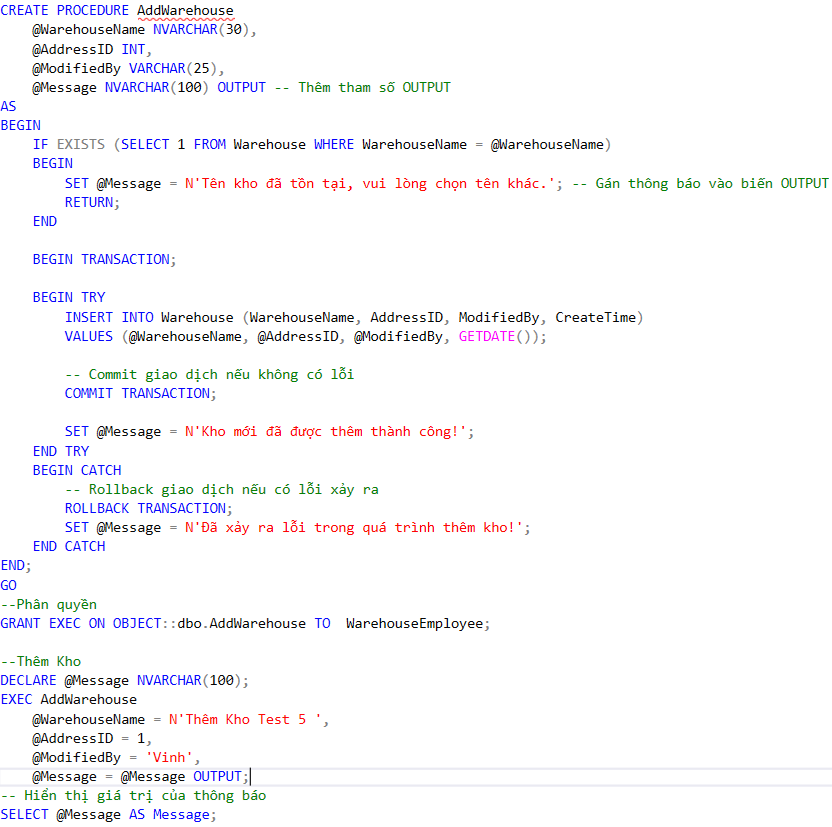 CREATE PROCEDURE AddWarehouse
    @WarehouseName NVARCHAR(30),
    @AddressID INT,
    @ModifiedBy VARCHAR(25),
    @Message NVARCHAR(100) OUTPUT -- Thêm tham số OUTPUT
AS
BEGIN
    IF EXISTS (SELECT 1 FROM Warehouse WHERE WarehouseName = @WarehouseName)
    BEGIN
        SET @Message = N'Tên kho đã tồn tại, vui lòng chọn tên khác.'; -- Gán thông báo vào biến OUTPUT
        RETURN;
    END

    BEGIN TRANSACTION;

    BEGIN TRY
        INSERT INTO Warehouse (WarehouseName, AddressID, ModifiedBy, CreateTime)
        VALUES (@WarehouseName, @AddressID, @ModifiedBy, GETDATE());

        -- Commit giao dịch nếu không có lỗi
        COMMIT TRANSACTION;

        SET @Message = N'Kho mới đã được thêm thành công!';
    END TRY
    BEGIN CATCH
        -- Rollback giao dịch nếu có lỗi xảy ra
        ROLLBACK TRANSACTION;
        SET @Message = N'Đã xảy ra lỗi trong quá trình thêm kho!';
    END CATCH
END;
GO
--Phân quyền
GRANT EXEC ON OBJECT::dbo.AddWarehouse TO  WarehouseEmployee;

--Thêm Kho
DECLARE @Message NVARCHAR(100);
EXEC AddWarehouse
    @WarehouseName = N'Thêm Kho Test 5 ',
    @AddressID = 1,
    @ModifiedBy = 'Vinh',
    @Message = @Message OUTPUT;
-- Hiển thị giá trị của thông báo
SELECT @Message AS Message;